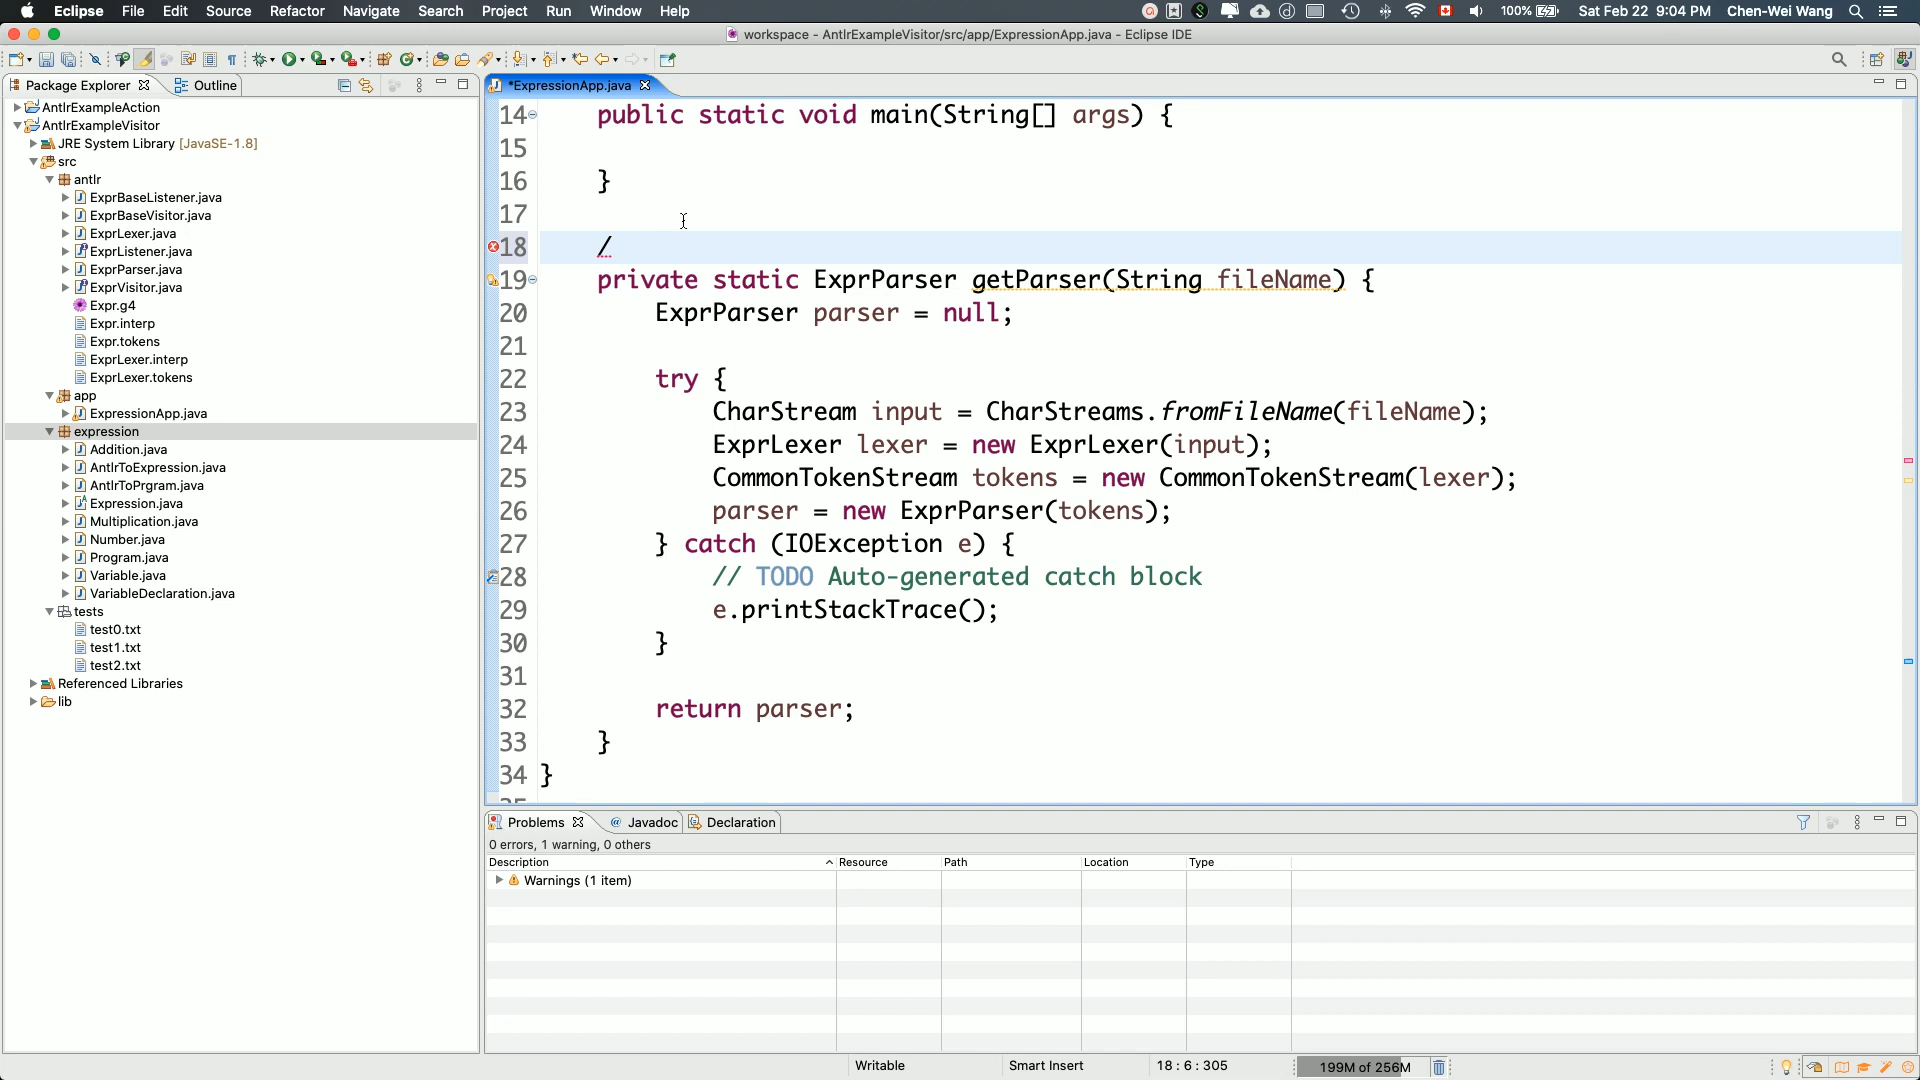 Eclipse File Edit Source Refactor Navigate Search Project Run Window Help 100% Sat Feb 22 9:04 PM Chen-Wei Wang
workspace - AntlrExampleVisitor/src/app/ExpressionApp.java - Eclipse IDE
Package Explorer Outline
AntlrExampleAction
AntlrExampleVisitor
JRE System Library [JavaSE-1.8]
src
antlr
ExprBaseListener.java
ExprBaseVisitor.java
ExprLexer.java
ExprListener.java
ExprParser.java
ExprVisitor.java
Expr.g4
Expr.interp
Expr.tokens
ExprLexer.interp
ExprLexer.tokens
app
ExpressionApp.java
expression
Addition.java
AntlrToExpression.java
AntlrToPrgram.java
Expression.java
Multiplication.java
Number.java
Program.java
Variable.java
VariableDeclaration.java
tests
test0.txt
test1.txt
test2.txt
Referenced Libraries
lib
*ExpressionApp.java
14 public static void main(String[] args) {
15
16 }
17
18 /
19 private static ExprParser getParser(String fileName) {
20 ExprParser parser = null;
21
22 try {
23 CharStream input = CharStreams.fromFileName(fileName);
24 ExprLexer lexer = new ExprLexer(input);
25 CommonTokenStream tokens = new CommonTokenStream(lexer);
26 parser = new ExprParser(tokens);
27 } catch (IOException e) {
28 // TODO Auto-generated catch block
29 e.printStackTrace();
30 }
31
32 return parser;
33 }
34 }
Problems @ Javadoc Declaration
0 errors, 1 warning, 0 others
Description Resource Path Location Type
Warnings (1 item)
Writable Smart Insert 18 : 6 : 305 199M of 256M